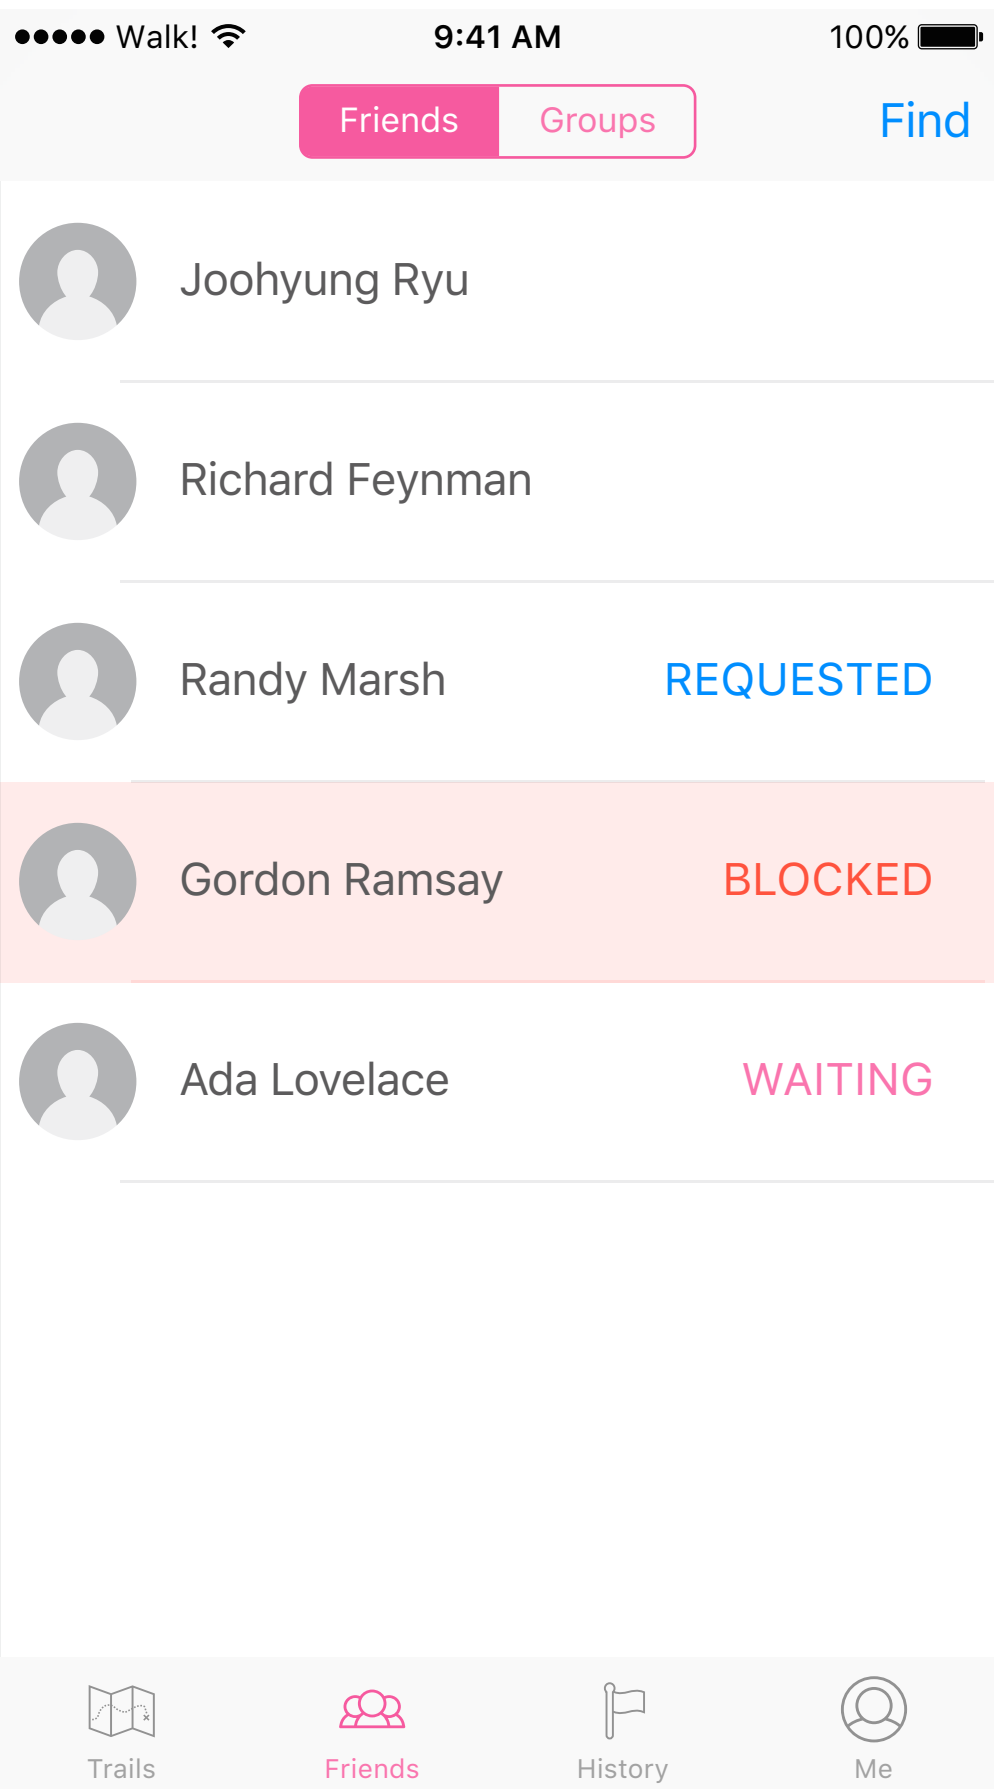 Walk! 9:41 AM 100%
Friends Groups Find
Joohyung Ryu
Richard Feynman
Randy Marsh REQUESTED
Gordon Ramsay BLOCKED
Ada Lovelace WAITING
Trails Friends History Me